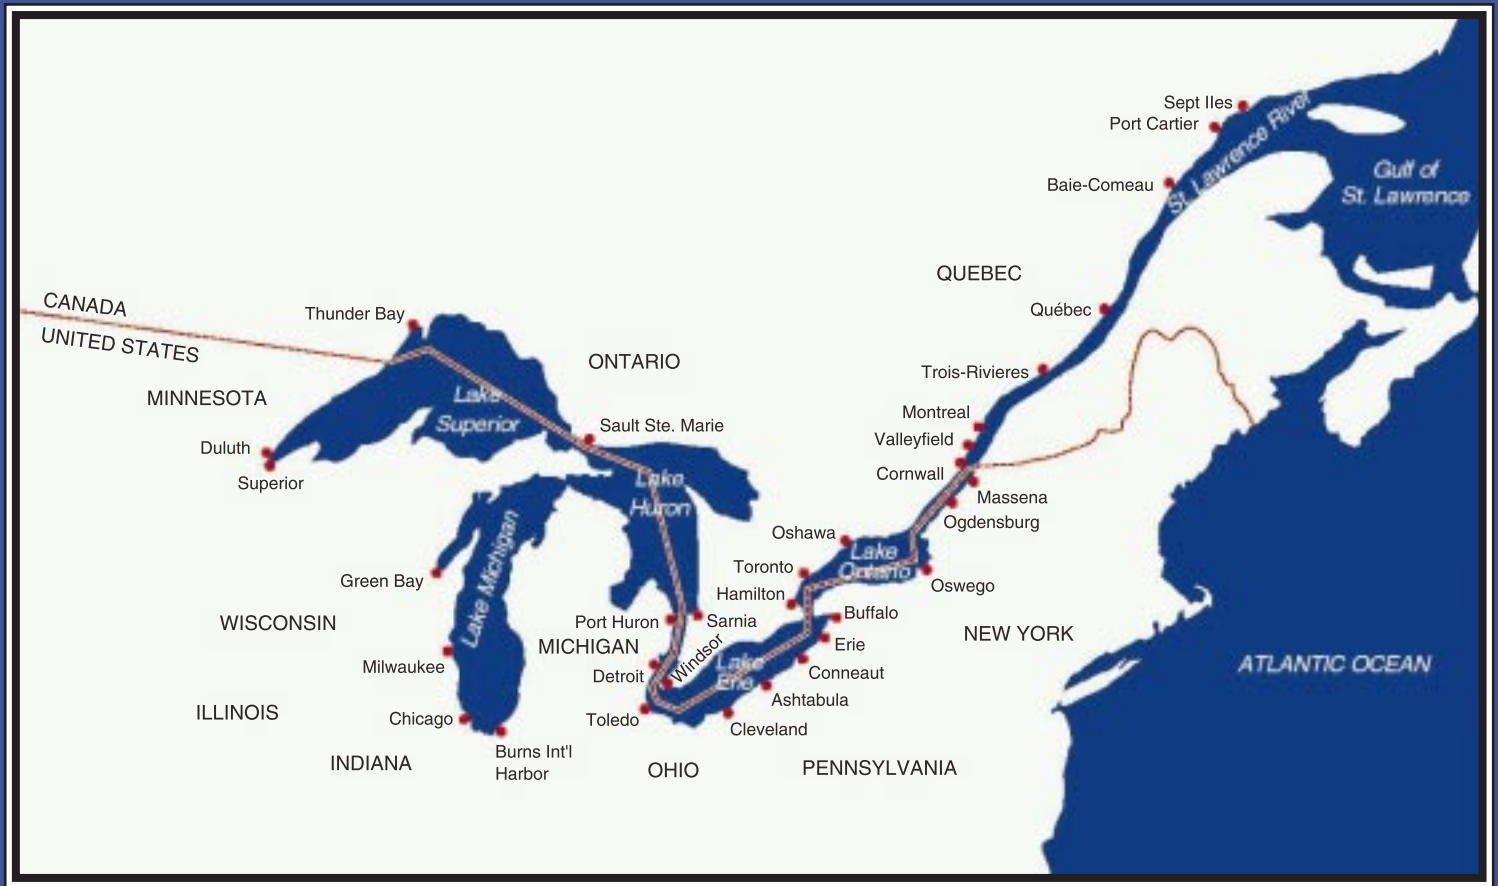 Sept Iles
Port Cartier
St. Lawrence River
Gulf of
St. Lawrence
Baie-Comeau
QUEBEC
Québec
CANADA
UNITED STATES
Thunder Bay
ONTARIO
Trois-Rivieres
MINNESOTA
Lake
Superior
Montreal
Sault Ste. Marie
Valleyfield
Duluth
Superior
Cornwall
Lake
Huron
Massena
Ogdensburg
Oshawa
Lake
Ontario
Lake Michigan
Toronto
Green Bay
Hamilton
Oswego
Port Huron
Sarnia
Buffalo
WISCONSIN
MICHIGAN
Windsor
Erie
NEW YORK
Milwaukee
Detroit
Lake
Erie
Conneaut
ATLANTIC OCEAN
Ashtabula
ILLINOIS
Chicago
Toledo
Cleveland
Burns Int'l
Harbor
INDIANA
OHIO
PENNSYLVANIA